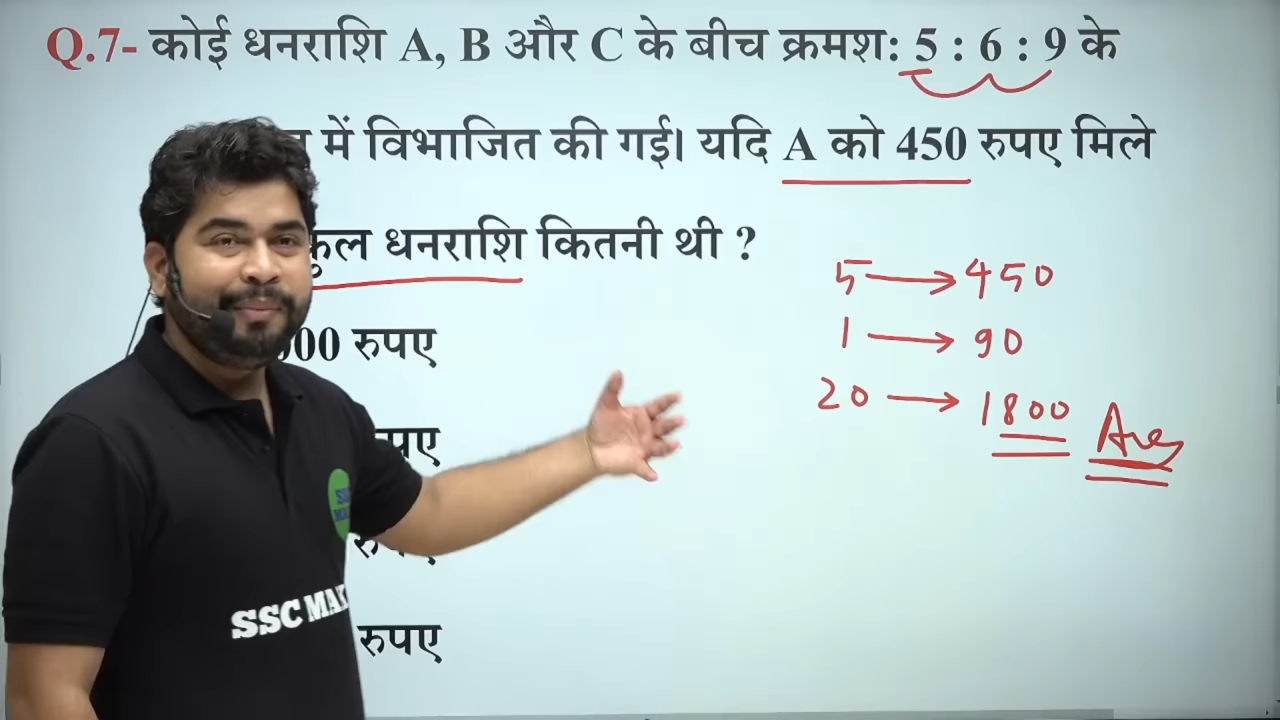 Q.7- कोई धनराशि A, B और C के बीच क्रमश: 5 : 6 : 9 के
में विभाजित की गई। यदि A को 450 रुपए मिले
कुल धनराशि कितनी थी ?
5 → 450
1 → 90
20 → 1800 Ans
रुपए
रुपए
SSC MAK